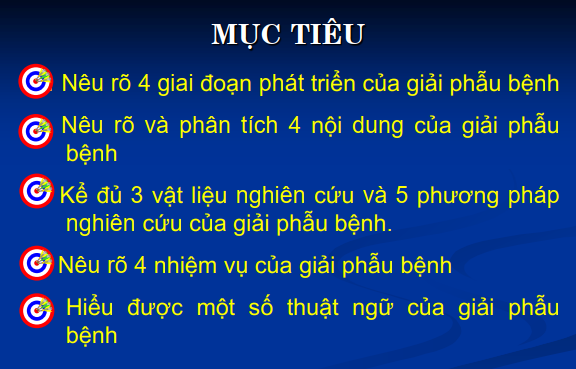 MỤC TIÊU
Nêu rõ 4 giai đoạn phát triển của giải phẫu bệnh
Nêu rõ và phân tích 4 nội dung của giải phẫu
bệnh
Kể đủ 3 vật liệu nghiên cứu và 5 phương pháp
nghiên cứu của giải phẫu bệnh.
Nêu rõ 4 nhiệm vụ của giải phẫu bệnh
Hiểu được một số thuật ngữ của giải phẫu
bệnh